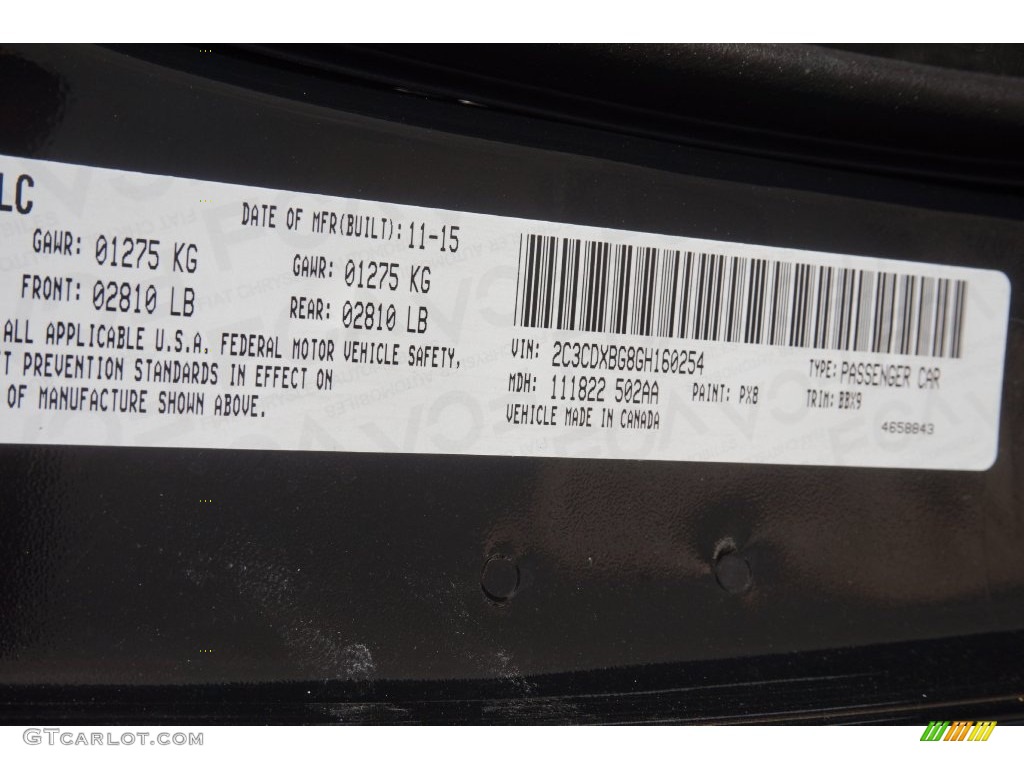 LC
DATE OF MFR(BUILT): 11-15
GAWR: 01275 KG
GAWR: 01275 KG
FRONT: 02810 LB
REAR: 02810 LB
ALL APPLICABLE U.S.A. FEDERAL MOTOR VEHICLE SAFETY,
T PREVENTION STANDARDS IN EFFECT ON
OF MANUFACTURE SHOWN ABOVE.
VIN: 2C3CDXBG8GH160254
TYPE: PASSENGER CAR
MDH: 111822 502AA
PAINT: PX8
TRIM: BBX9
VEHICLE MADE IN CANADA
4658843
GTCARLOT.COM